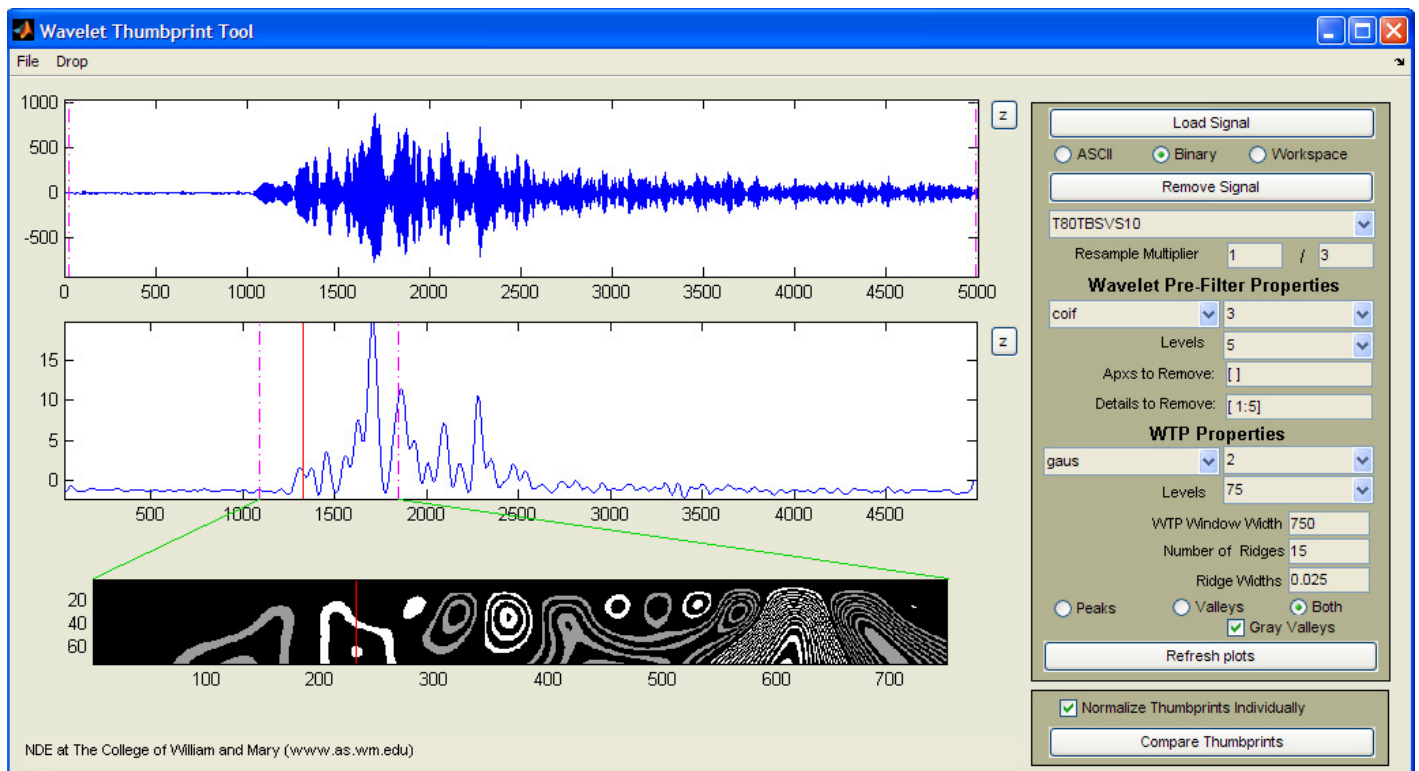 Wavelet Thumbprint Tool
File Drop
1000
500
0
-500
0 500 1000 1500 2000 2500 3000 3500 4000 4500 5000
z
15
10
5
0
500 1000 1500 2000 2500 3000 3500 4000 4500
z
20
40
60
100 200 300 400 500 600 700
NDE at The College of William and Mary (www.as.wm.edu)
Load Signal
ASCII Binary Workspace
Remove Signal
T80TBSVS10
Resample Multiplier 1 / 3
Wavelet Pre-Filter Properties
coif 3
Levels 5
Apxs to Remove: [ ]
Details to Remove: [ 1:5]
WTP Properties
gaus 2
Levels 75
WTP Window Width 750
Number of Ridges 15
Ridge Widths 0.025
Peaks Valleys Both
Gray Valleys
Refresh plots
Normalize Thumbprints Individually
Compare Thumbprints